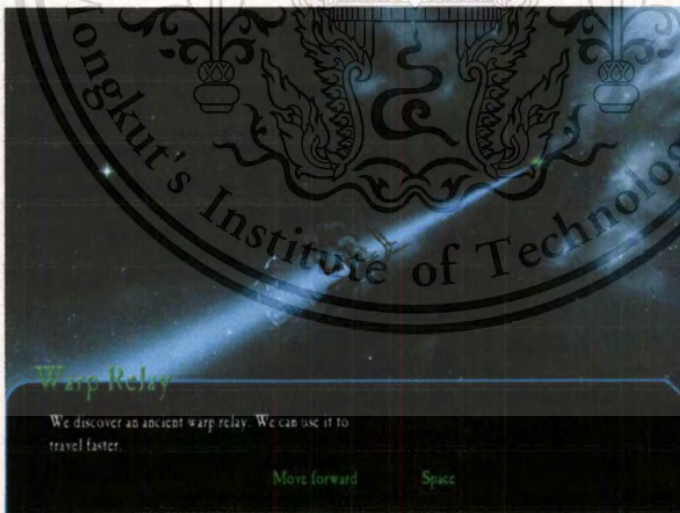 ongkut's Institute of Technolo
Warp Relay
We discover an ancient warp relay. We can use it to
travel faster.
Move forward Space